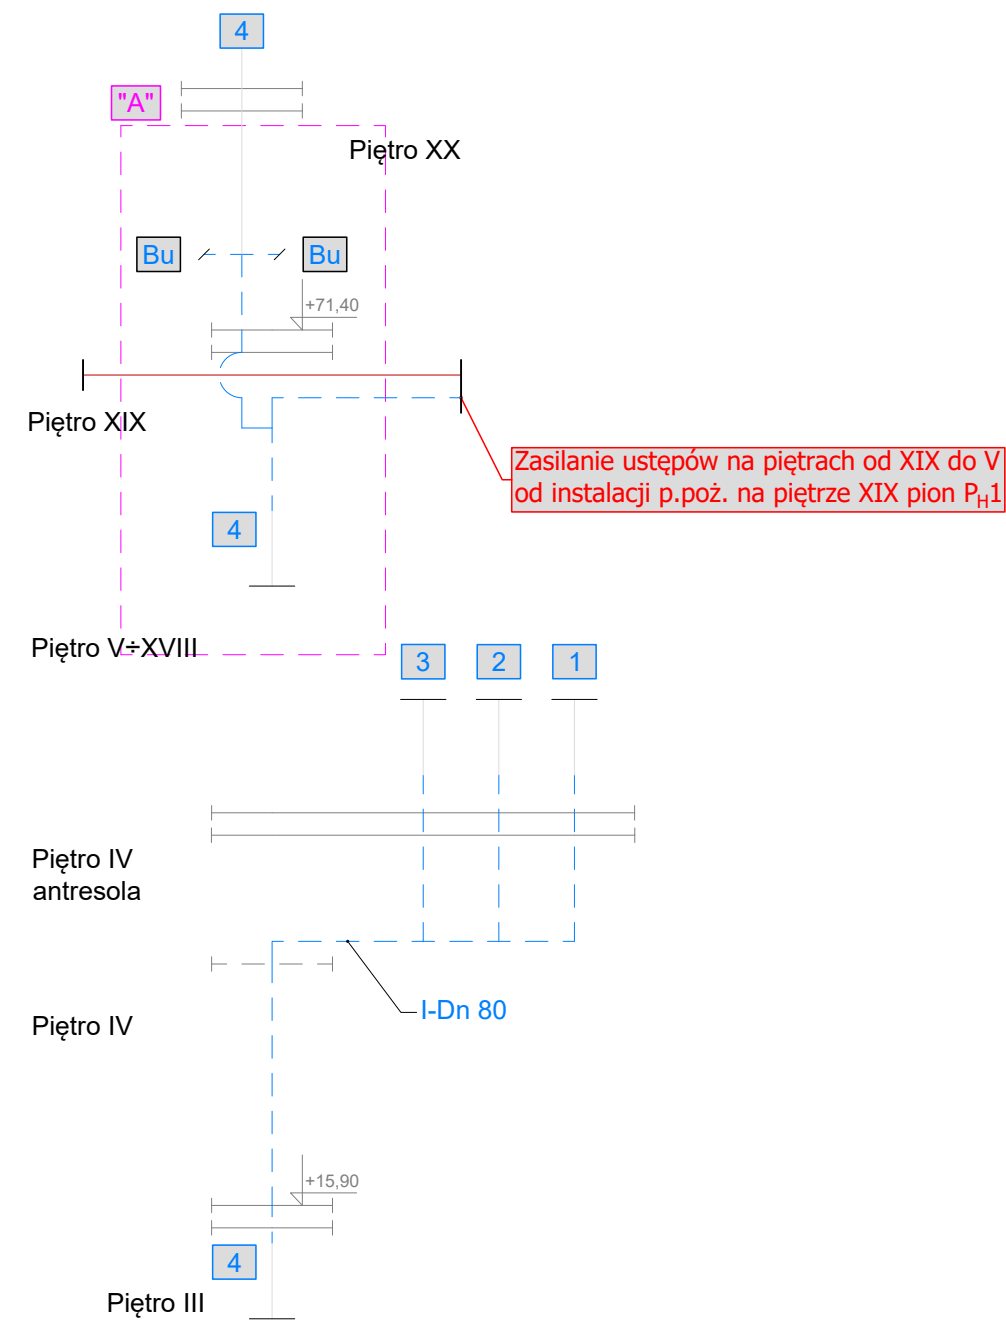 4
"A"
Piętro XX
Bu
Bu
+71,40
Piętro XIX
Zasilanie ustępów na piętrach od XIX do V
od instalacji p.poż. na piętrze XIX pion PH1
4
Piętro V÷XVIII
3
2
1
Piętro IV
antresola
I-Dn 80
Piętro IV
+15,90
4
Piętro III